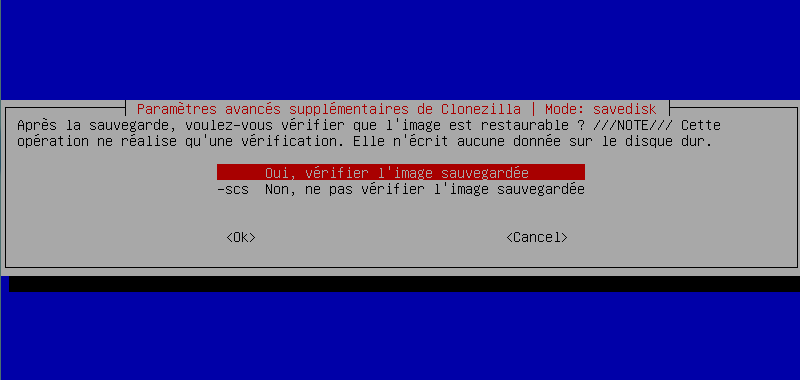 Paramètres avancés supplémentaires de Clonezilla | Mode: savedisk
Après la sauvegarde, voulez-vous vérifier que l'image est restaurable ? ///NOTE/// Cette
opération ne réalise qu'une vérification. Elle n'écrit aucune donnée sur le disque dur.
Oui, vérifier l'image sauvegardée
-scs Non, ne pas vérifier l'image sauvegardée
<Ok> <Cancel>